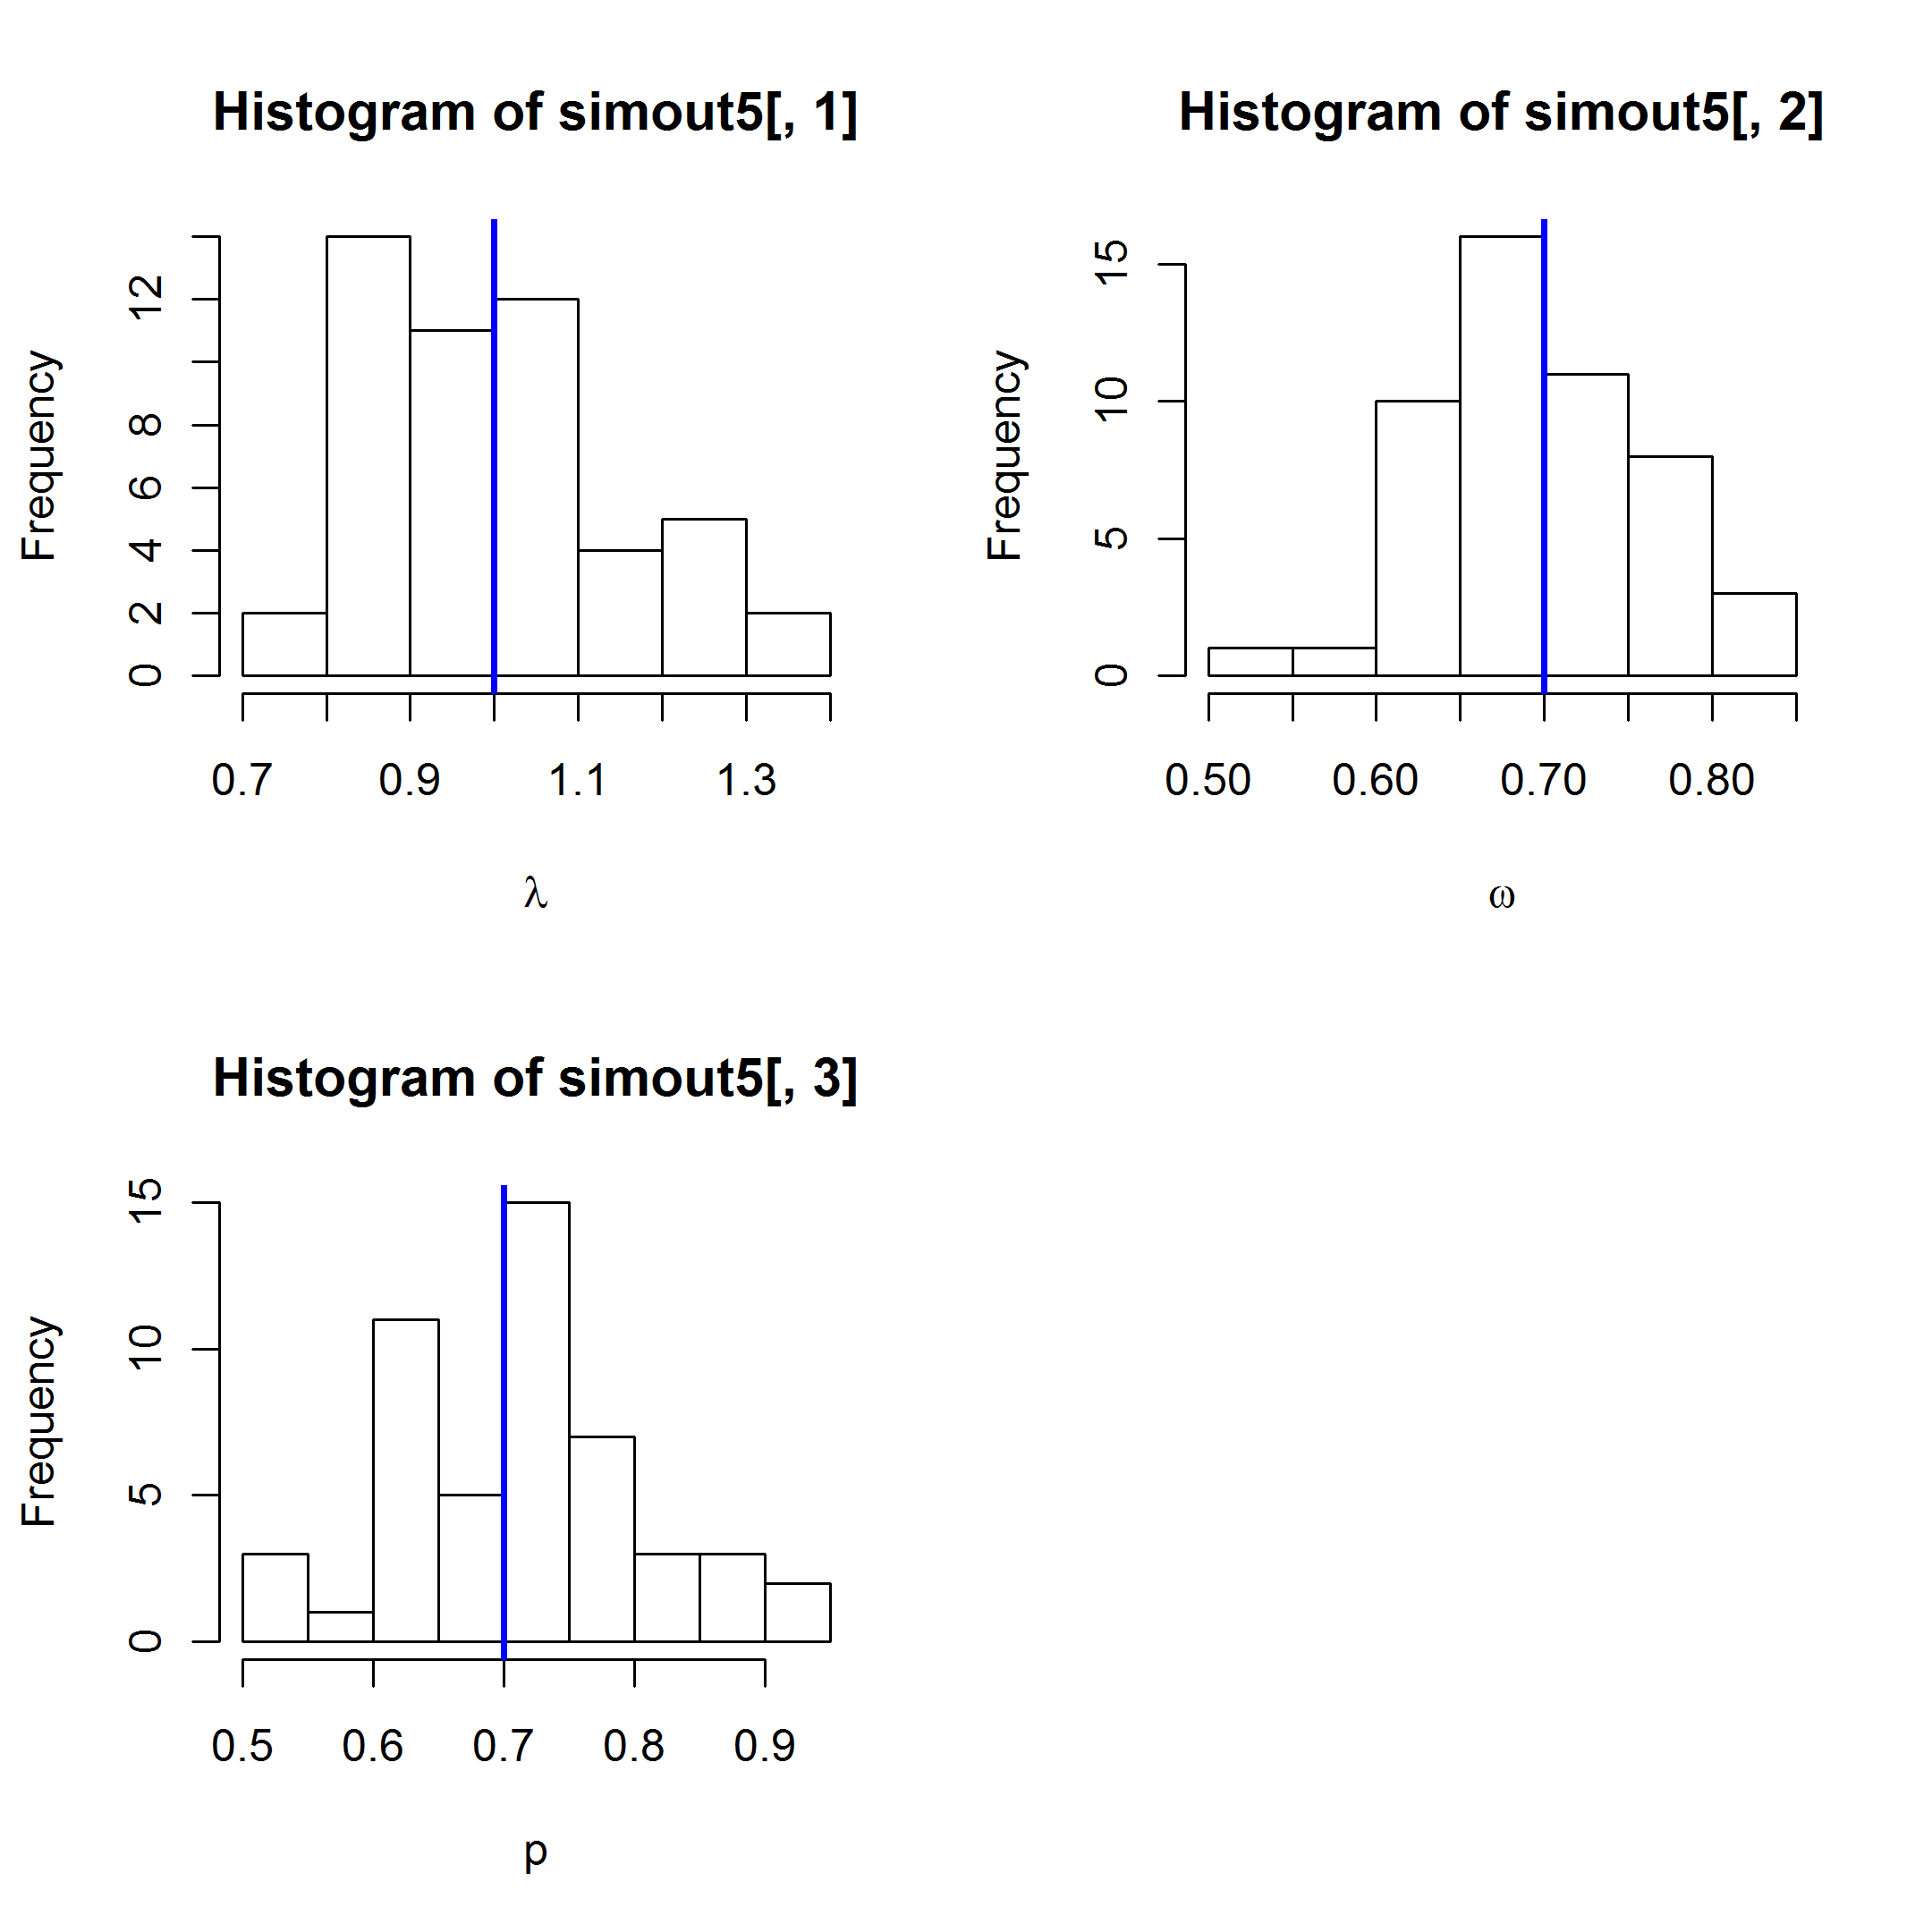 Histogram of simout5[, 1]
Frequency
0 2 4 6 8 12
0.7 0.9 1.1 1.3
λ
Histogram of simout5[, 2]
Frequency
0 5 10 15
0.50 0.60 0.70 0.80
ω
Histogram of simout5[, 3]
Frequency
0 5 10 15
0.5 0.6 0.7 0.8 0.9
p